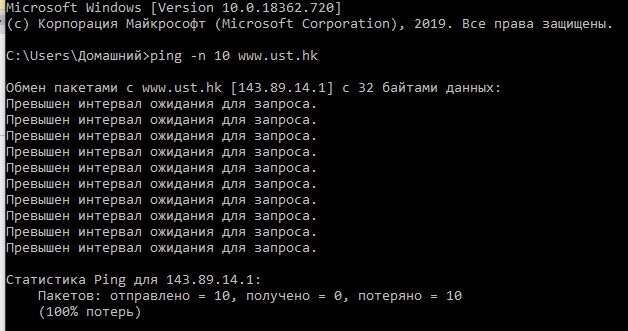 Microsoft Windows [Version 10.0.18362.720]
(c) Корпорация Майкрософт (Microsoft Corporation), 2019. Все права защищены.
C:\Users\Домашний>ping -n 10 www.ust.hk
Обмен пакетами с www.ust.hk [143.89.14.1] с 32 байтами данных:
Превышен интервал ожидания для запроса.
Превышен интервал ожидания для запроса.
Превышен интервал ожидания для запроса.
Превышен интервал ожидания для запроса.
Превышен интервал ожидания для запроса.
Превышен интервал ожидания для запроса.
Превышен интервал ожидания для запроса.
Превышен интервал ожидания для запроса.
Превышен интервал ожидания для запроса.
Превышен интервал ожидания для запроса.
Статистика Ping для 143.89.14.1:
Пакетов: отправлено = 10, получено = 0, потеряно = 10
(100% потерь)